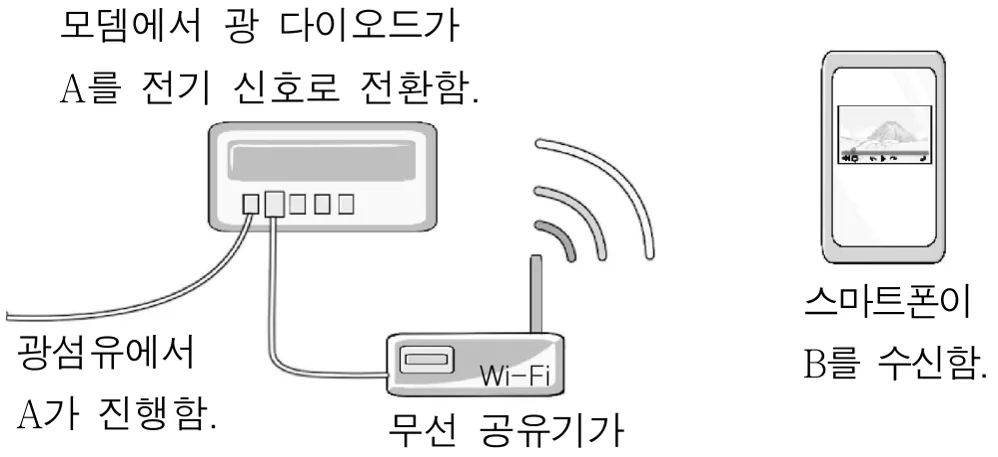 모뎀에서 광 다이오드가
A를 전기 신호로 전환함.
광섬유에서
A가 진행함.
Wi-Fi
무선 공유기가
스마트폰이
B를 수신함.